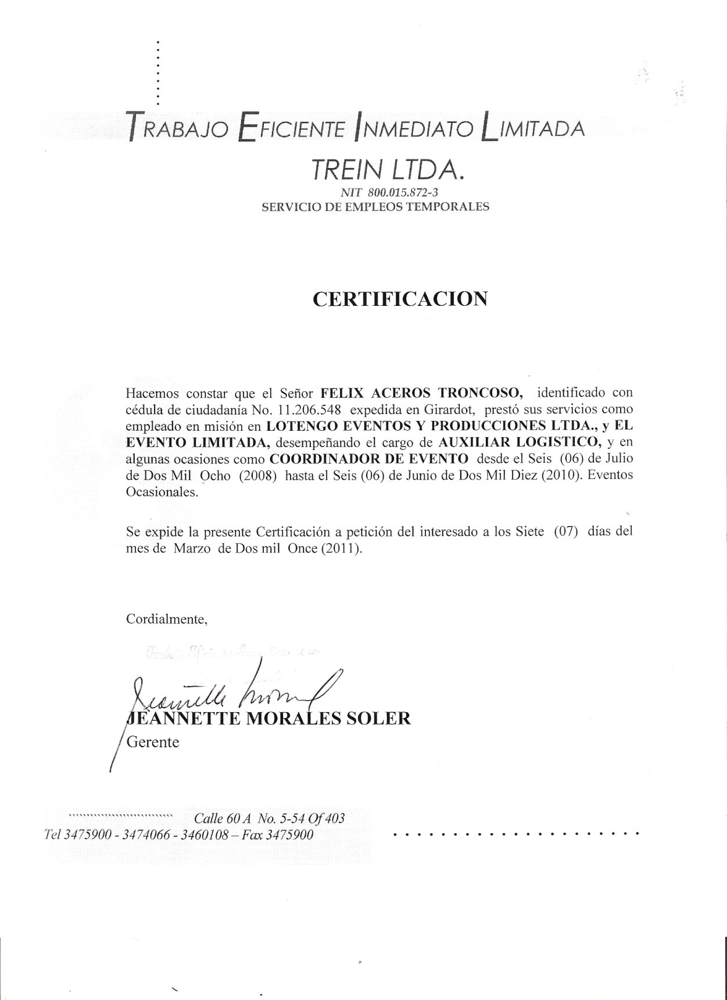 TRABAJO EFICIENTE INMEDIATO LIMITADA
TREIN LTDA.
NIT 800.015.872-3
SERVICIO DE EMPLEOS TEMPORALES
CERTIFICACION
Hacemos constar que el Señor FELIX ACEROS TRONCOSO, identificado con
cédula de ciudadanía No. 11.206.548 expedida en Girardot, prestó sus servicios como
empleado en misión en LOTENGO EVENTOS Y PRODUCCIONES LTDA., y EL
EVENTO LIMITADA, desempeñando el cargo de AUXILIAR LOGISTICO, y en
algunas ocasiones como COORDINADOR DE EVENTO desde el Seis (06) de Julio
de Dos Mil Ocho (2008) hasta el Seis (06) de Junio de Dos Mil Diez (2010). Eventos
Ocasionales.
Se expide la presente Certificación a petición del interesado a los Siete (07) días del
mes de Marzo de Dos mil Once (2011).
Cordialmente,
Trabajo Eficiente Inmediato
Jeannette
JEANNETTE MORALES SOLER
Gerente
Calle 60 A No. 5-54 Of 403
Tel 3475900 - 3474066 - 3460108 – Fax 3475900